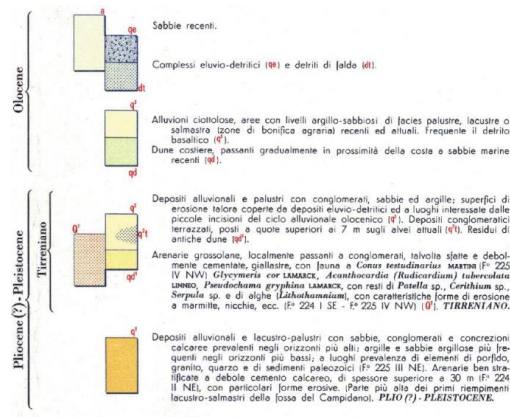 a
Sabbie recenti.
qe
Complessi eluvio-detritici (qe) e detriti di falda (dt).
dt
Olocene
Alluvioni ciottolose, aree con livelli argillo-sabbiosi di facies palustre, lacustre o
salmastra (zone di bonifica agraria) recenti ed attuali. Frequente il detrito
basaltico
Dune costiere, passanti gradualmente in prossimità della costa a sabbie marine
recenti (qd).
qd
Depositi alluvionali e palustri con conglomerati, sabbie ed argille; superfici di
erosione talora coperte da depositi eluvio-detritici ed a luoghi interessate dalle
piccole incisioni del ciclo alluvionale olocenico Depositi conglomeratici
terrazzati, posti a quote superiori ai 7 m sugli alvei attuali Residui di
antiche dune
Pliocene (?) - Pleistocene
Tirreniano
Arenarie grossolane, localmente passanti a conglomerati, talvolta sfatte e debol-
mente cementate, giallastre, con fauna a Conus testudinarius MARTINI (F.° 225
IV NW) Glycymeris cor LAMARCK, Acanthocardia (Rudicardium) tubercolata
LINNEO, Pseudochama gryphina LAMARCK, con resti di Patella sp., Cerithium sp.,
Serpula sp. e di alghe (Lithothamnium), con caratteristiche forme di erosione
a marmitte, nicchie, ecc. (F.° 224 I SE - F.° 225 IV NW) TIRRENIANO.
Depositi alluvionali e lacustro-palustri con sabbie, conglomerati e concrezioni
calcaree prevalenti negli orizzonti più alti; argille e sabbie argillose più fre-
quenti negli orizzonti più bassi; a luoghi prevalenza di elementi di porfido,
granito, quarzo e di sedimenti paleozoici (F.° 225 III NE). Arenarie ben stra-
tificate a debole cemento calcareo, di spessore superiore a 30 m (F.° 224
II NE), con particolari forme erosive. (Parte più alta dei primi riempimenti
lacustro-salmastri della fossa del Campidano). PLIO (?) - PLEISTOCENE.